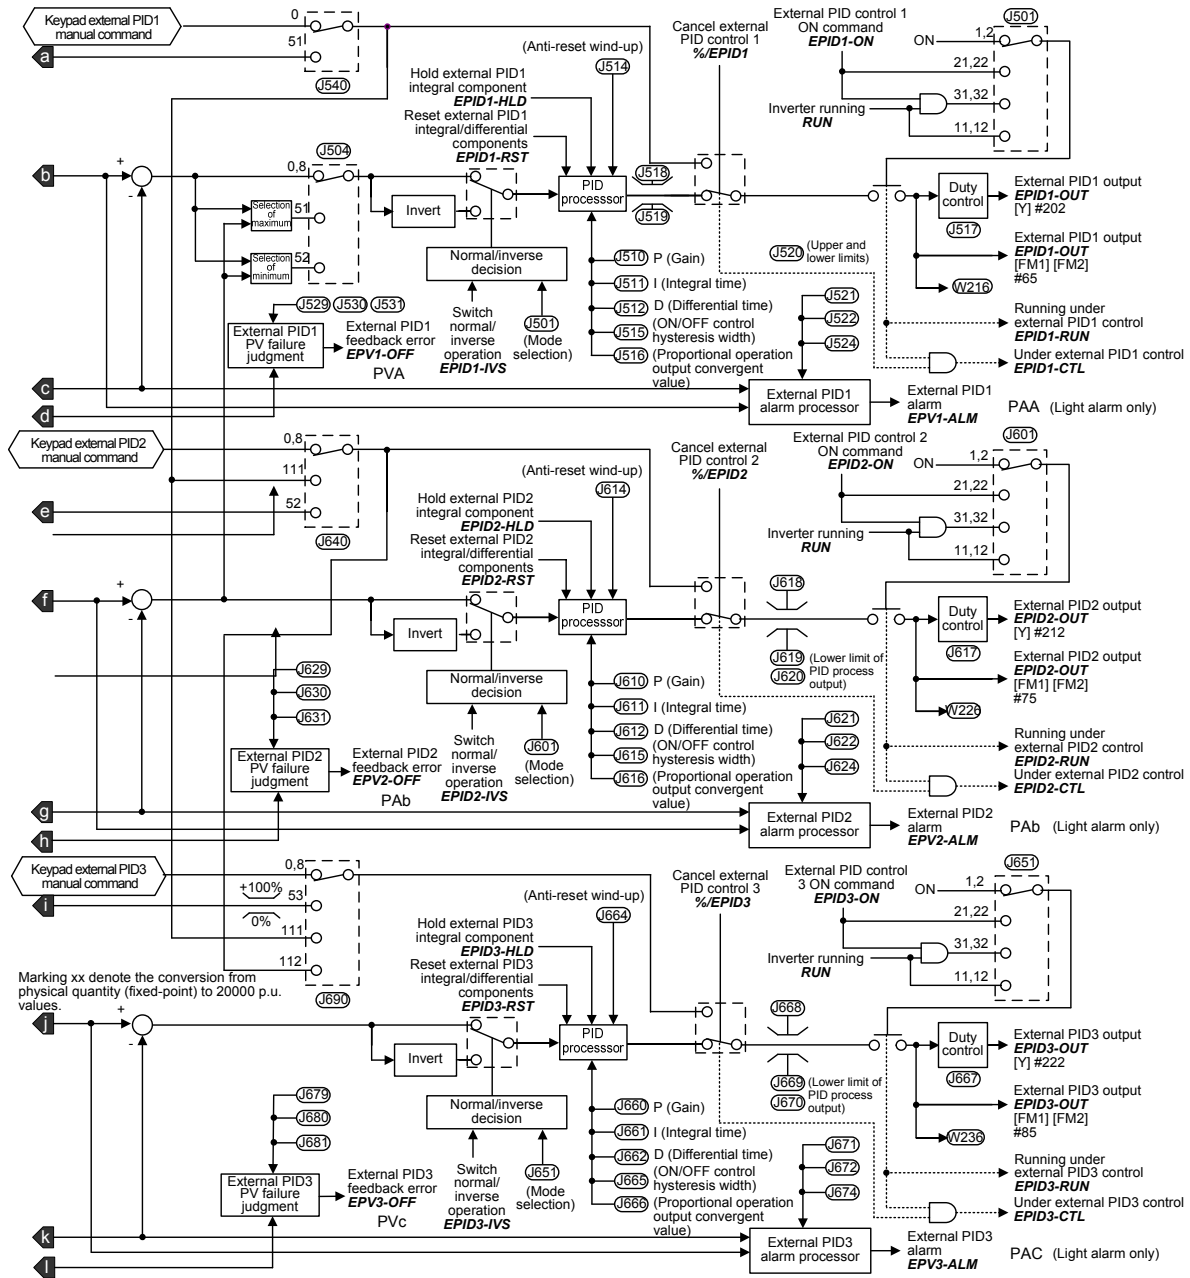 Keypad external PID1
manual command
0
51
J540
a
(Anti-reset wind-up)
J514
Hold external PID1
integral component
EPID1-HLD
Reset external PID1
integral/differential
components
EPID1-RST
Cancel external
PID control 1
%/EPID1
External PID control 1
ON command
EPID1-ON
J501
ON
1,2
21,22
31,32
11,12
Inverter running
RUN
b
+
-
J504
0,8
51
52
Selection
of
maximum
Selection
of
minimum
Invert
PID
processsor
J518
J519
Duty
control
J517
External PID1 output
EPID1-OUT
[Y] #202
External PID1 output
EPID1-OUT
[FM1] [FM2]
#65
W216
Normal/inverse
decision
J510 P (Gain)
J511 I (Integral time)
J512 D (Differential time)
J515 (ON/OFF control
hysteresis width)
J516 (Proportional operation
output convergent
value)
J520 (Upper and
lower limits)
J521
J522
J524
Running under
external PID1 control
EPID1-RUN
Under external PID1 control
EPID1-CTL
J529 J530 J531
External PID1
PV failure
judgment
External PID1
feedback error
EPV1-OFF
PVA
Switch
normal/
inverse
operation
EPID1-IVS
J501
(Mode
selection)
c
d
External PID1
alarm processor
External PID1
alarm
EPV1-ALM
PAA (Light alarm only)
Keypad external PID2
manual command
0,8
111
52
J640
e
(Anti-reset wind-up)
J614
Hold external PID2
integral component
EPID2-HLD
Reset external PID2
integral/differential
components
EPID2-RST
Cancel external
PID control 2
%/EPID2
External PID control 2
ON command
EPID2-ON
J601
ON
1,2
21,22
31,32
11,12
Inverter running
RUN
f
+
-
Invert
PID
processsor
J618
J619 (Lower limit of
J620 PID process
output)
Duty
control
J617
External PID2 output
EPID2-OUT
[Y] #212
External PID2 output
EPID2-OUT
[FM1] [FM2]
#75
W226
J629
J630
J631
Normal/inverse
decision
J610 P (Gain)
J611 I (Integral time)
J612 D (Differential time)
J615 (ON/OFF control
hysteresis width)
J616 (Proportional operation
output convergent
value)
J621
J622
J624
Running under
external PID2 control
EPID2-RUN
Under external PID2 control
EPID2-CTL
External PID2
PV failure
judgment
External PID2
feedback error
EPV2-OFF
PAb
Switch
normal/
inverse
operation
EPID2-IVS
J601
(Mode
selection)
g
h
External PID2
alarm processor
External PID2
alarm
EPV2-ALM
PAb (Light alarm only)
Keypad external PID3
manual command
0,8
+100%
53
0%
111
112
J690
i
(Anti-reset wind-up)
J664
Hold external PID3
integral component
EPID3-HLD
Reset external PID3
integral/differential
components
EPID3-RST
Cancel external
PID control 3
%/EPID3
External PID control
3 ON command
EPID3-ON
J651
ON
1,2
21,22
31,32
11,12
Inverter running
RUN
Marking xx denote the conversion from
physical quantity (fixed-point) to 20000 p.u.
values.
j
+
-
Invert
PID
processsor
J668
J669 (Lower limit of
J670 PID process
output)
Duty
control
J667
External PID3 output
EPID3-OUT
[Y] #222
External PID3 output
EPID3-OUT
[FM1] [FM2]
#85
W236
J679
J680
J681
Normal/inverse
decision
J660 P (Gain)
J661 I (Integral time)
J662 D (Differential time)
J665 (ON/OFF control
hysteresis width)
J666 (Proportional operation
output convergent
value)
J671
J672
J674
Running under
external PID3 control
EPID3-RUN
Under external PID3 control
EPID3-CTL
External PID3
PV failure
judgment
External PID3
feedback error
EPV3-OFF
PVc
Switch
normal/
inverse
operation
EPID3-IVS
J651
(Mode
selection)
k
l
External PID3
alarm processor
External PID3
alarm
EPV3-ALM
PAC (Light alarm only)